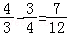 4/3 - 3/4 = 7/12